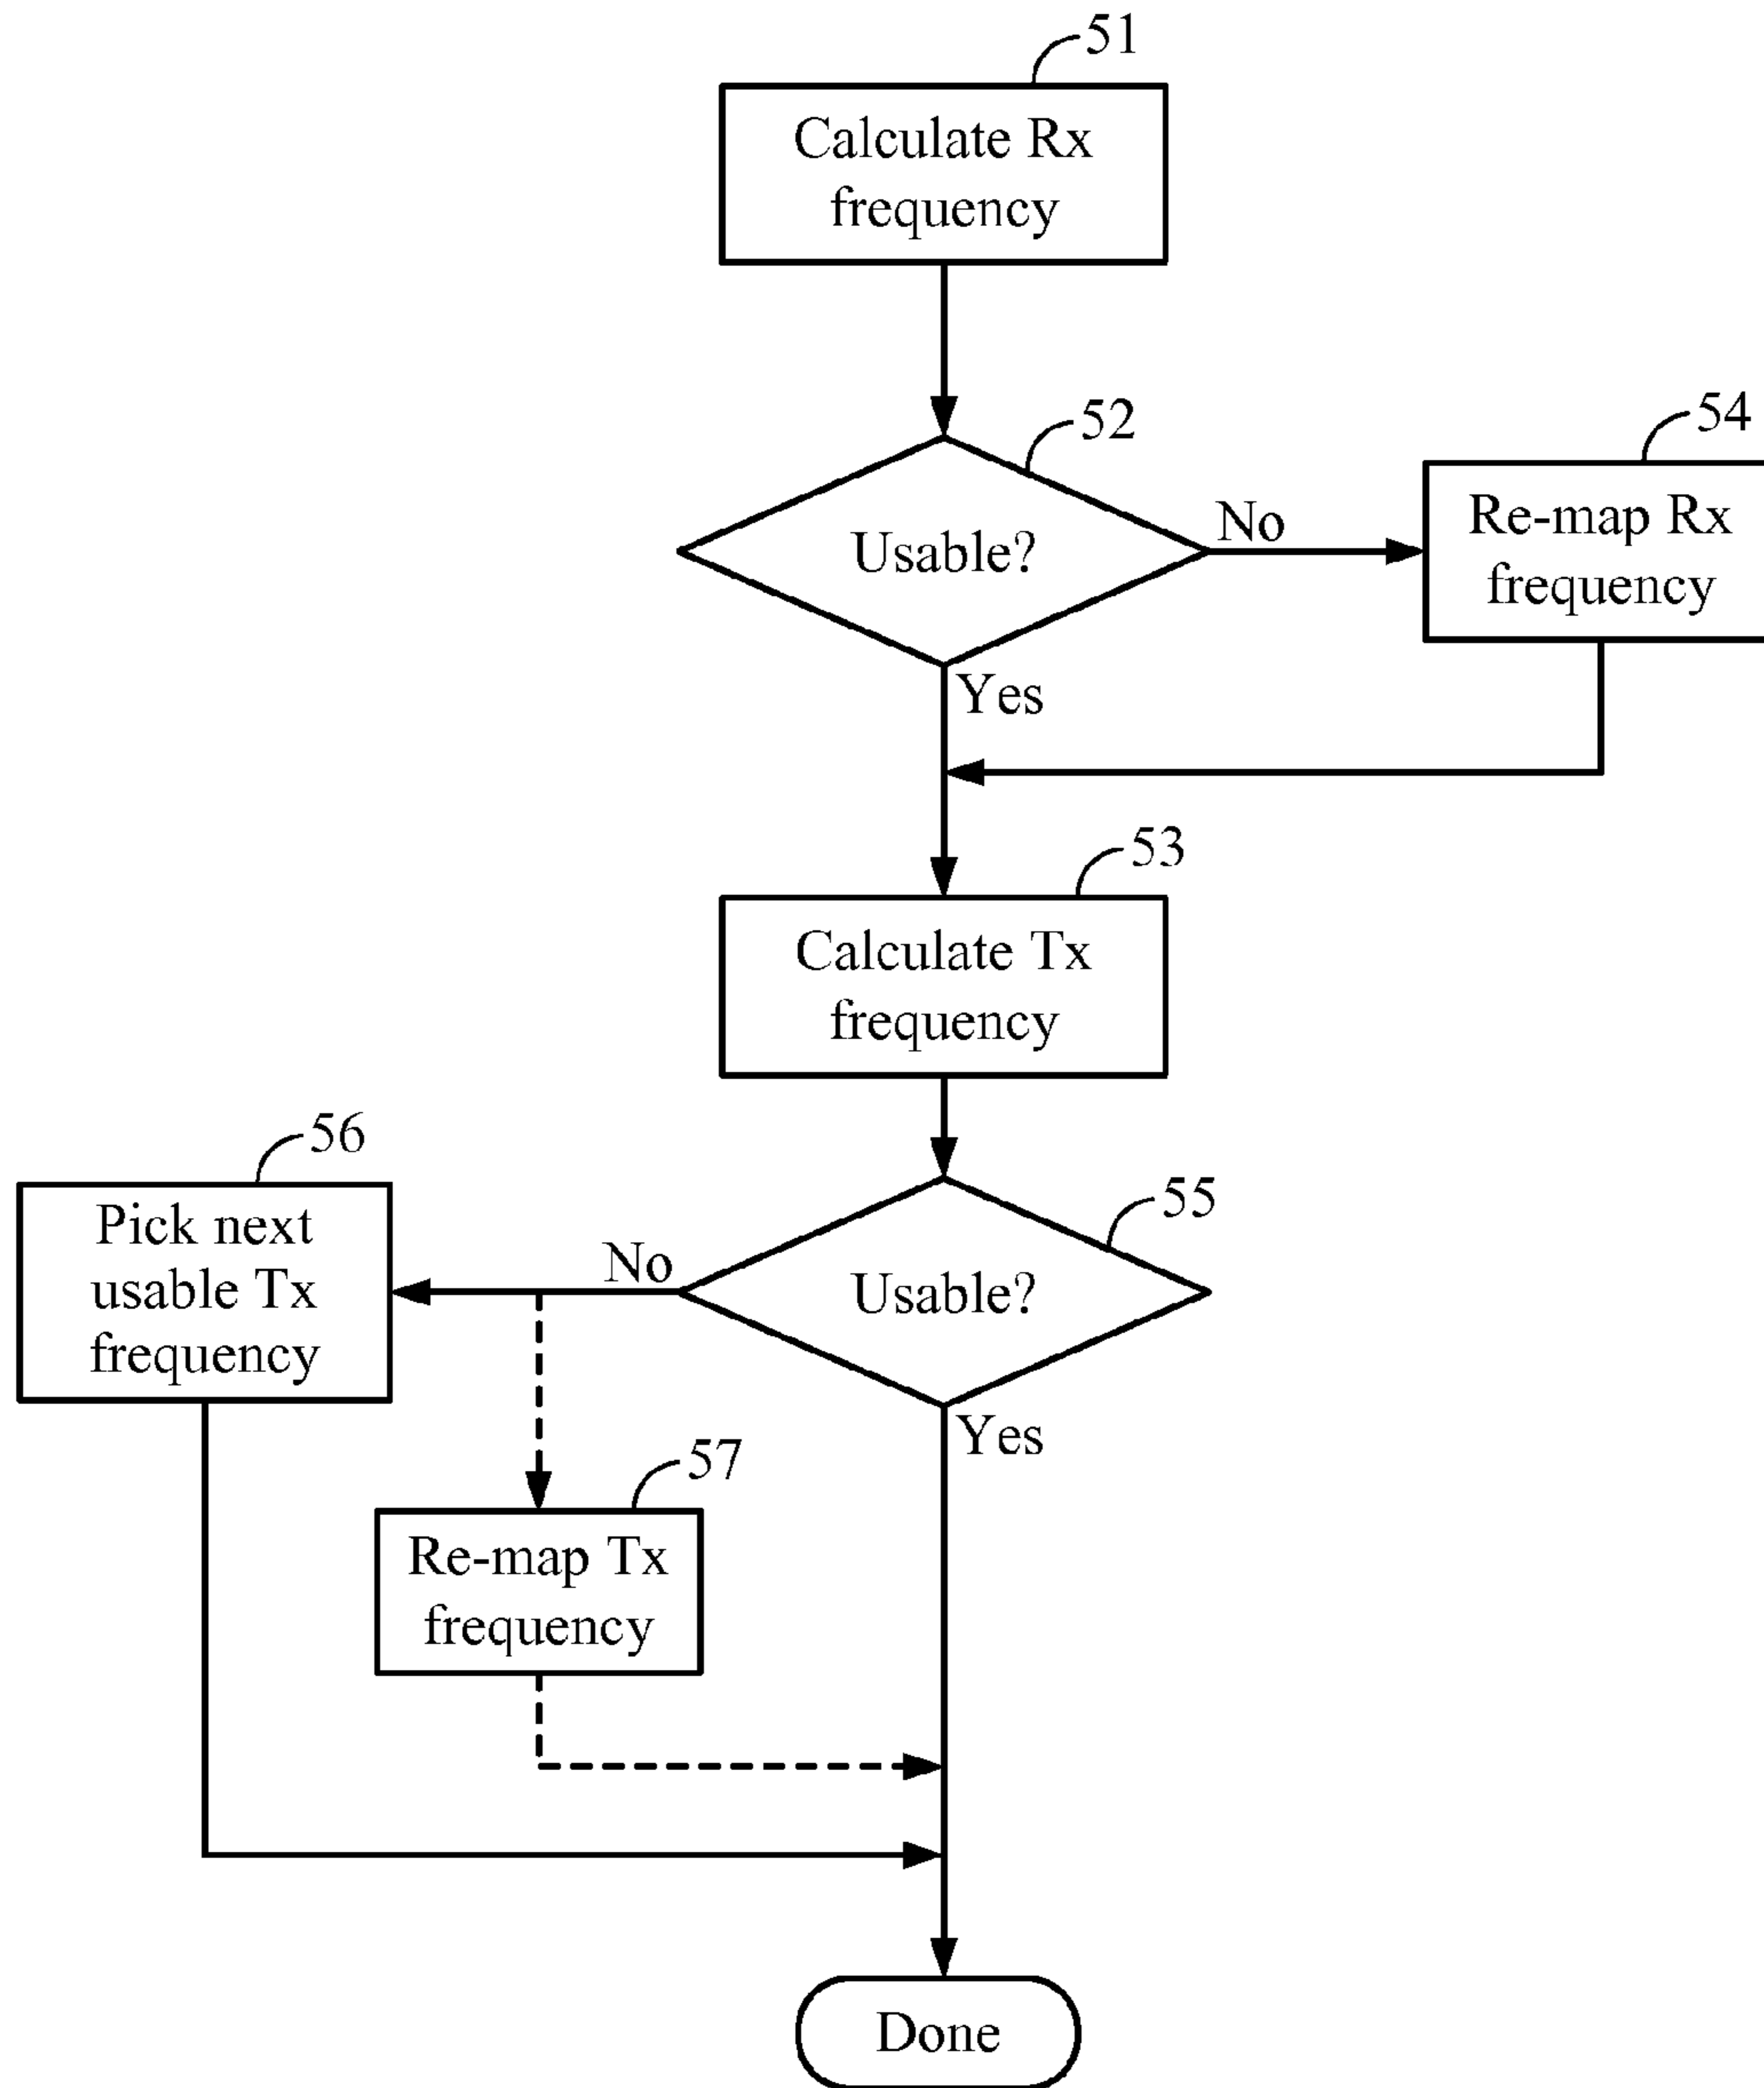 51
Calculate Rx
frequency
52
Usable?
No
54
Re-map Rx
frequency
Yes
53
Calculate Tx
frequency
56
Pick next
usable Tx
frequency
No
55
Usable?
Yes
57
Re-map Tx
frequency
Done